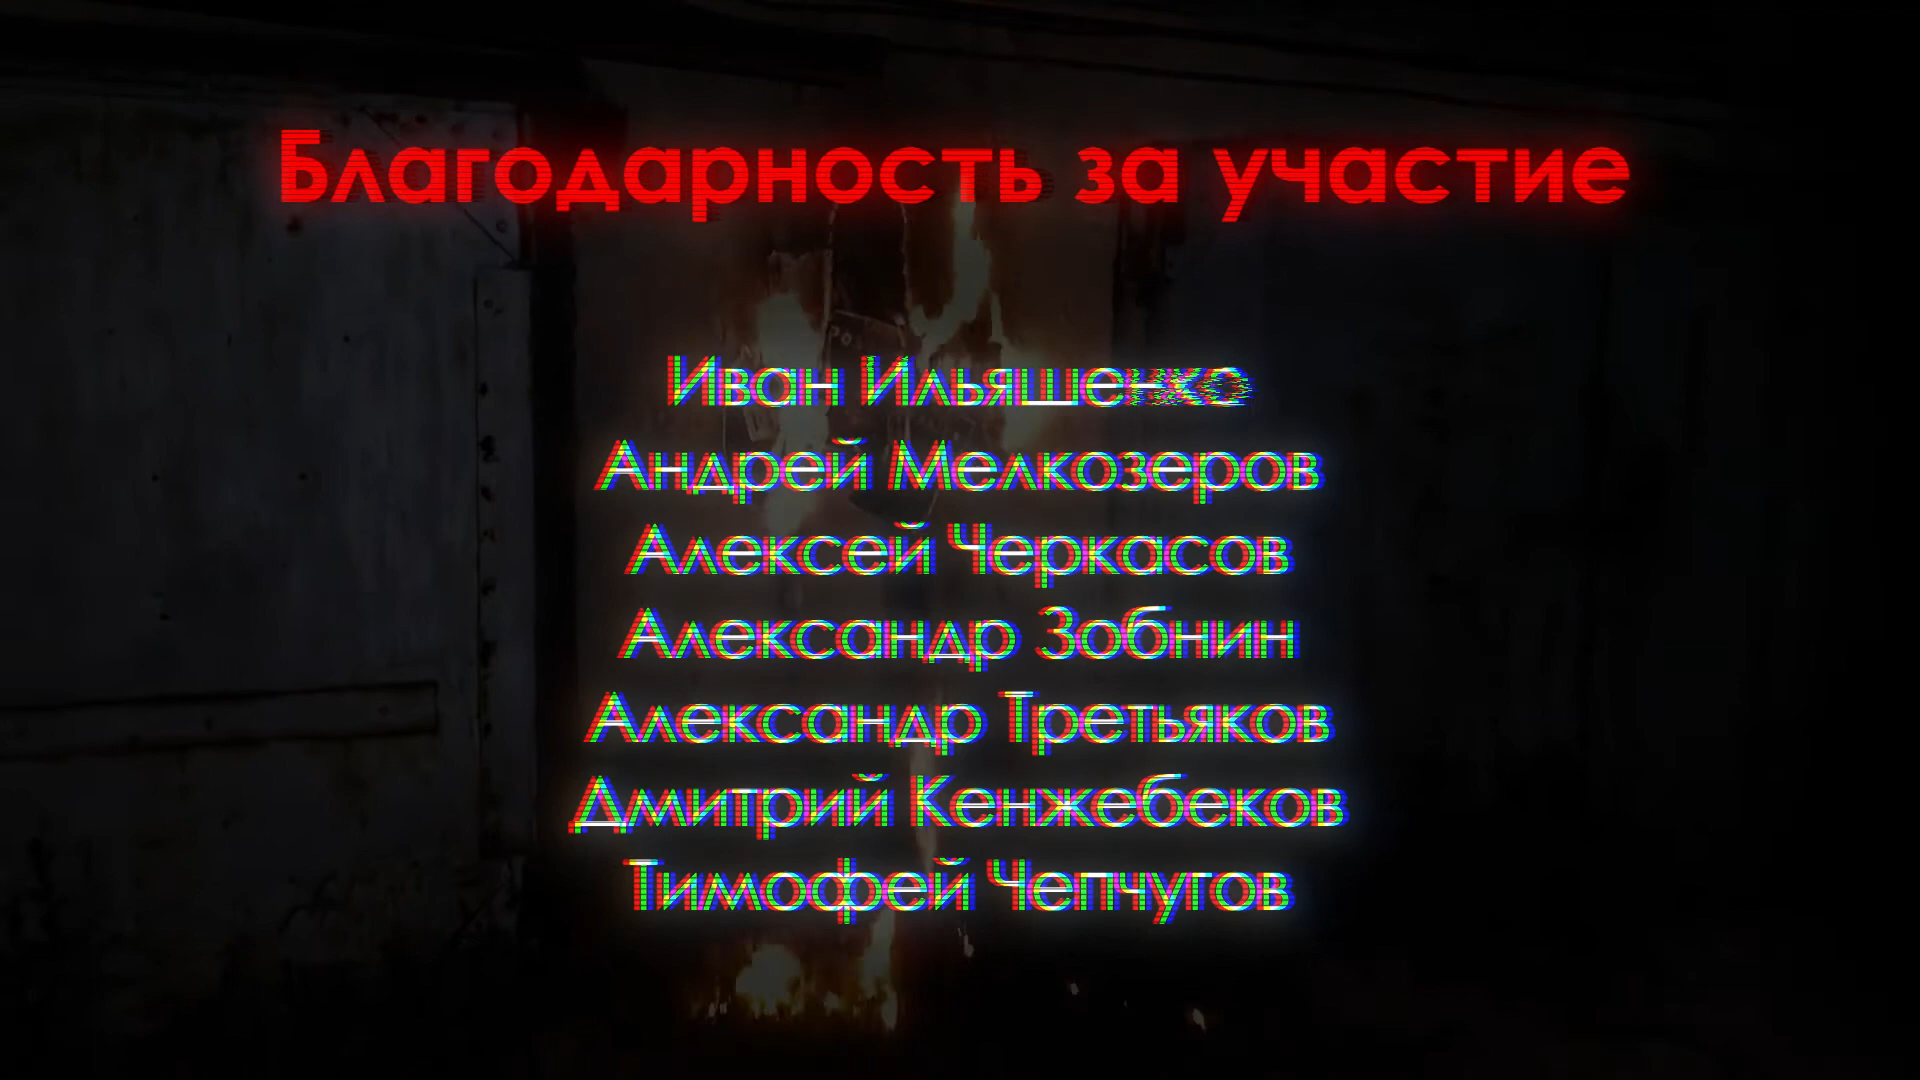 Благодарность за участие
Иван Ильяшенко
Андрей Мелкозеров
Алексей Черкасов
Александр Зобнин
Александр Третьяков
Дмитрий Кенжебеков
Тимофей Чепчугов